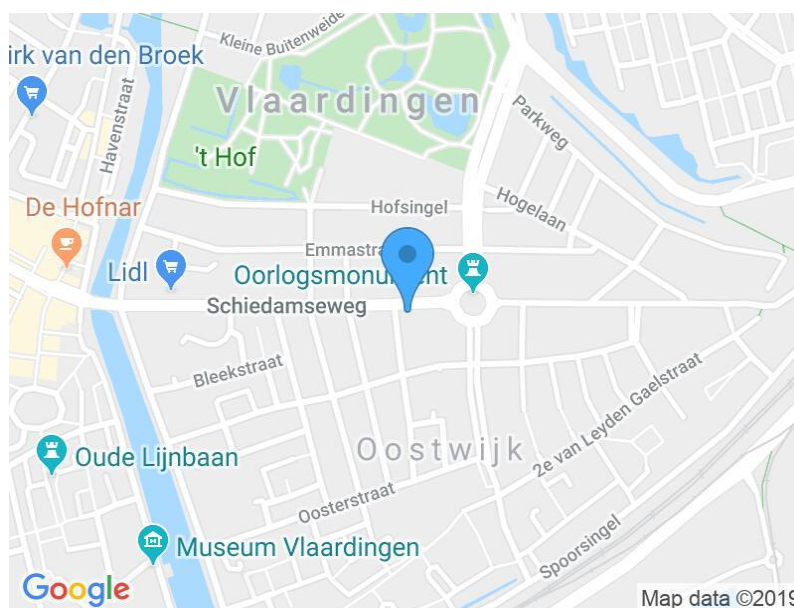 Kleine Buitenweide
irk van den Broek
Vlaardingen
Havenstraat
Parkweg
't Hof
De Hofnar
Hofsingel
Hogelaan
Emmastra
Lidl
Oorlogsmonument
Schiedamseweg
Bleekstraat
2e van Leyden Gaelstraat
Oostwijk
Oude Lijnbaan
Oosterstraat
Museum Vlaardingen
Spoorsingel
Google
Map data ©2019